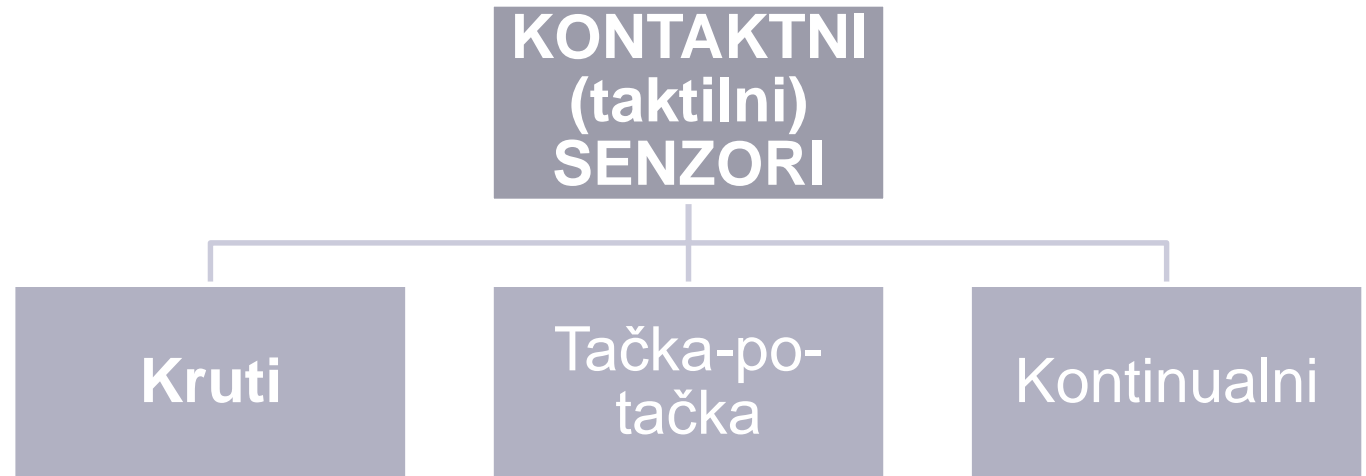 KONTAKTNI
(taktilni)
SENZORI
Kruti
Tačka-po-
tačka
Kontinualni